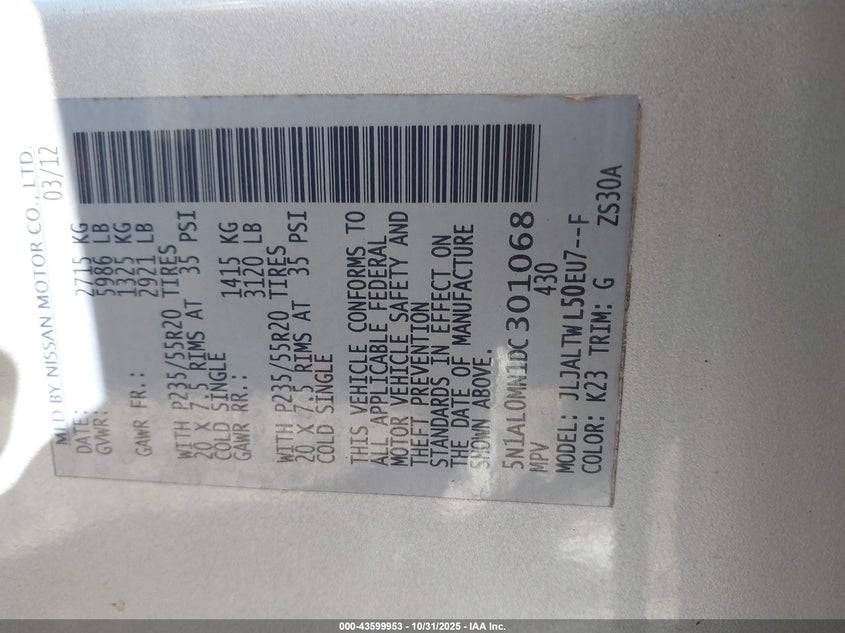 MFD BY NISSAN MOTOR CO., LTD.
DATE: 03/12
GVWR: 2715 KG
5986 LB
GAWR FR.: 1325 KG
2921 LB
WITH P235/55R20 TIRES
20 X 7.5 RIMS AT 35 PSI
COLD SINGLE
GAWR RR.: 1415 KG
3120 LB
WITH P235/55R20 TIRES
20 X 7.5 RIMS AT 35 PSI
COLD SINGLE
THIS VEHICLE CONFORMS TO
ALL APPLICABLE FEDERAL
MOTOR VEHICLE SAFETY AND
THEFT PREVENTION
STANDARDS IN EFFECT ON
THE DATE OF MANUFACTURE
SHOWN ABOVE.
5N1AL0MN1DC301068
MPV 430
MODEL: JLJALTWL50EU7--F
COLOR: K23 TRIM: G ZS30A
000-43599953 - 10/31/2025 - IAA Inc.